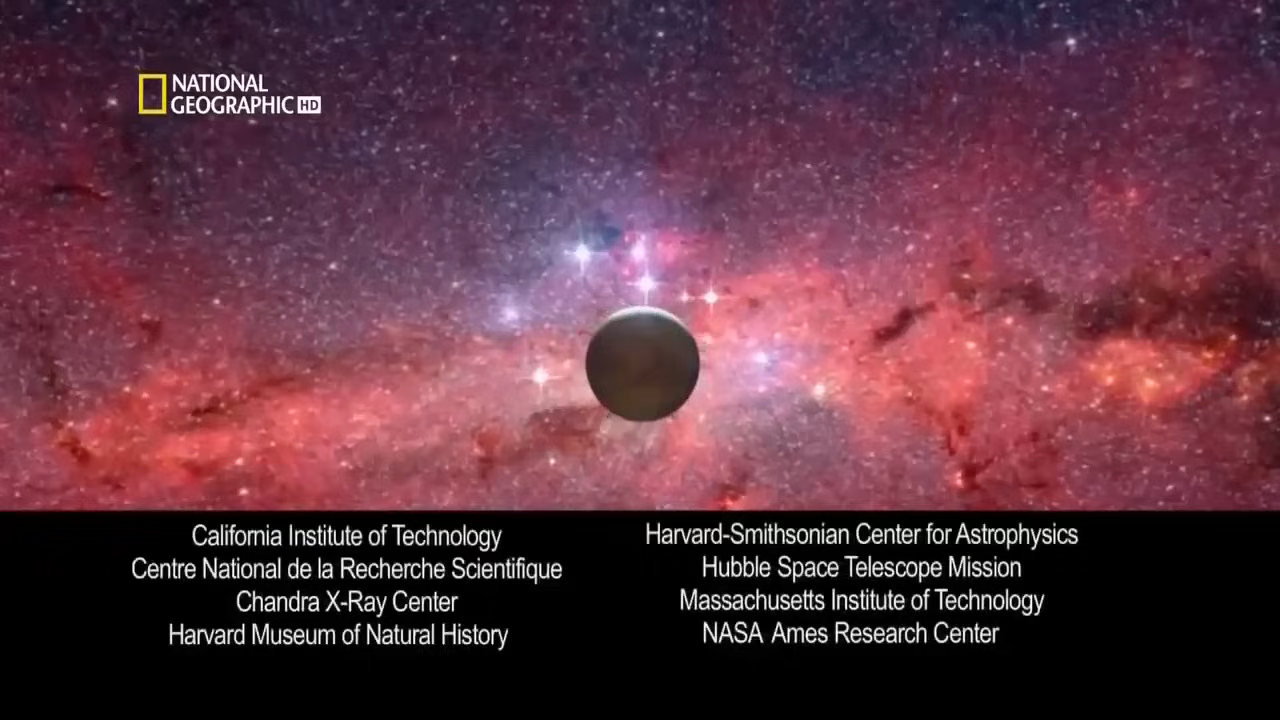 NATIONAL
GEOGRAPHIC HD
California Institute of Technology
Centre National de la Recherche Scientifique
Chandra X-Ray Center
Harvard Museum of Natural History
Harvard-Smithsonian Center for Astrophysics
Hubble Space Telescope Mission
Massachusetts Institute of Technology
NASA Ames Research Center